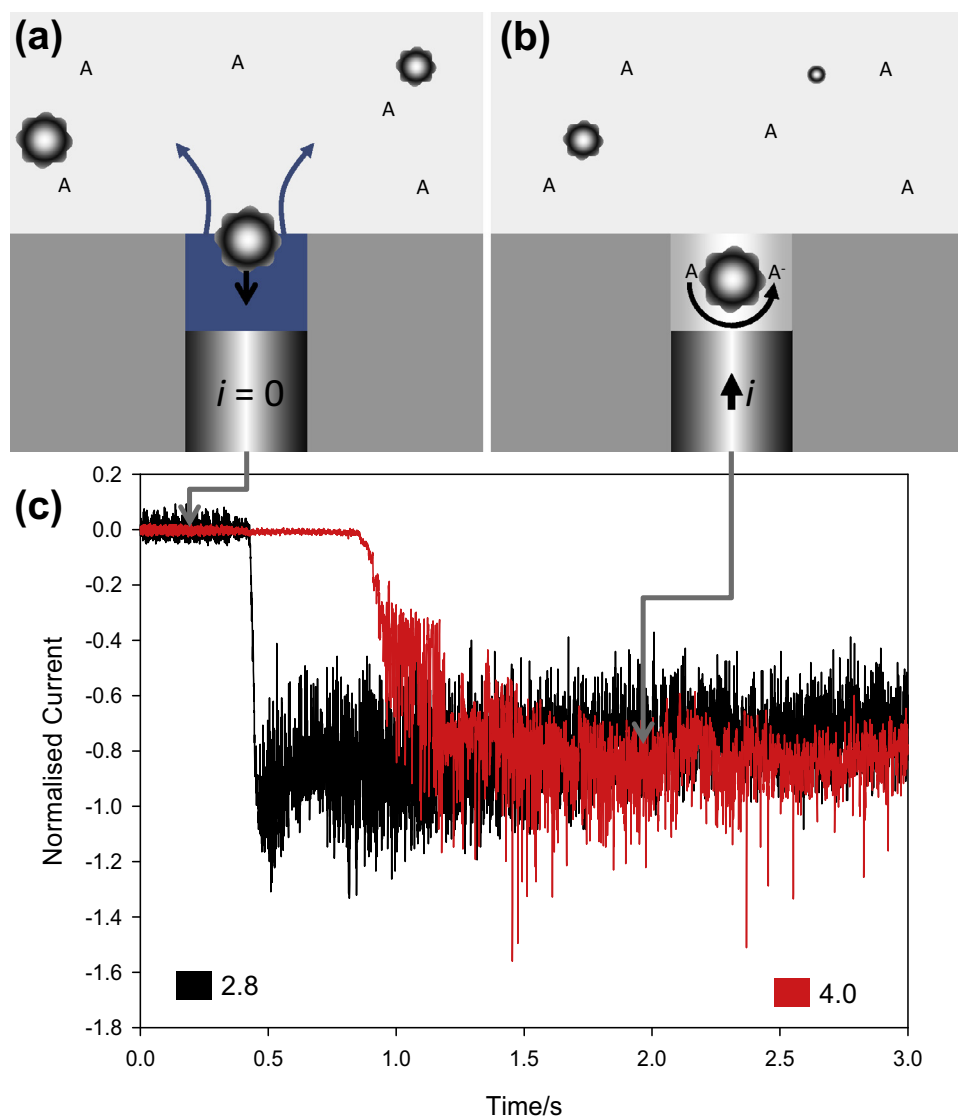 (a)
A
A
A
A
A
i = 0
(b)
A
A
A
A
A
A
A-
i
(c)
0.2
0.0
-0.2
-0.4
-0.6
-0.8
-1.0
-1.2
-1.4
-1.6
-1.8
Normalised Current
2.8
4.0
0.0 0.5 1.0 1.5 2.0 2.5 3.0
Time/s